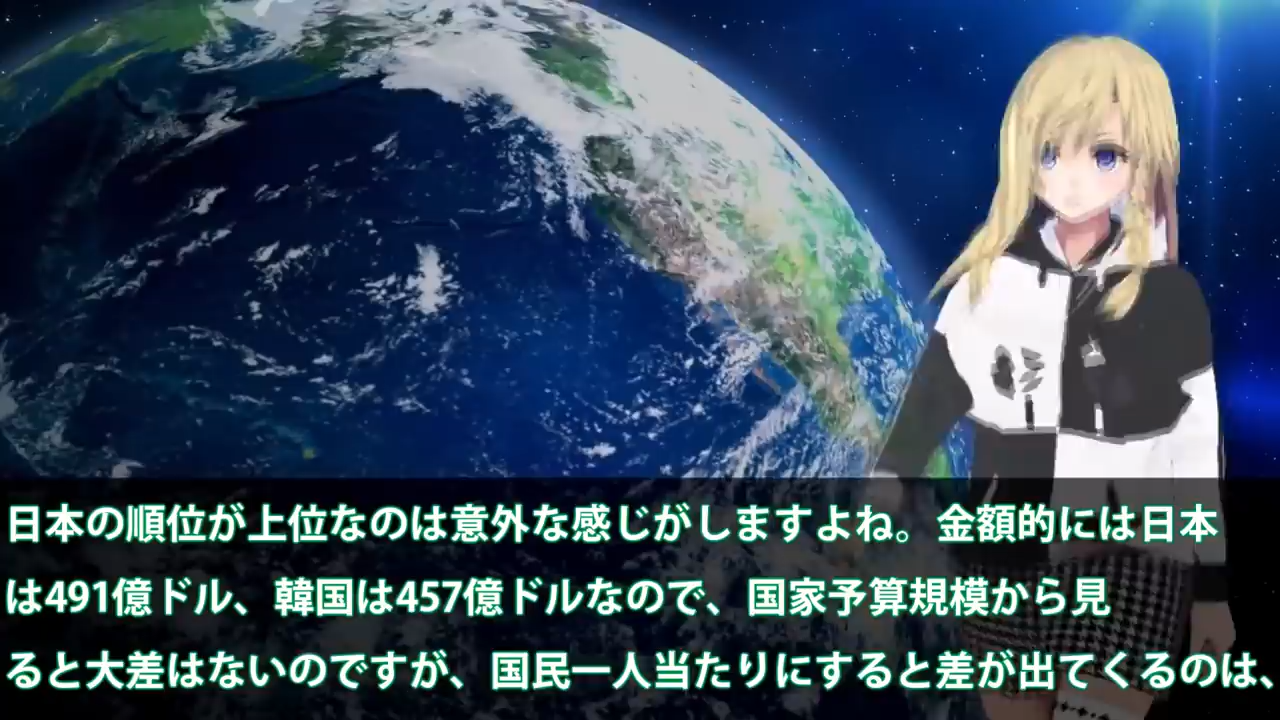 日本の順位が上位なのは意外な感じがしますよね。金額的には日本
は491億ドル、韓国は457億ドルなので、国家予算規模から見
ると大差はないのですが、国民一人当たりにすると差が出てくるのは、